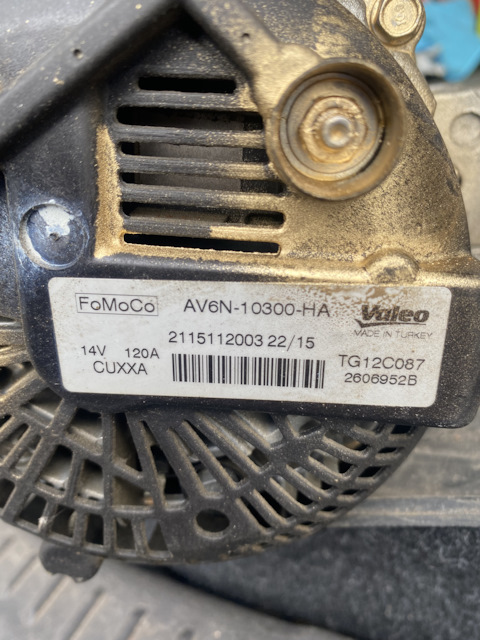 FoMoCo AV6N-10300-HA Valeo
MADE IN TURKEY
2115112003 22/15
14V 120A TG12C087
CUXXA 2606952B